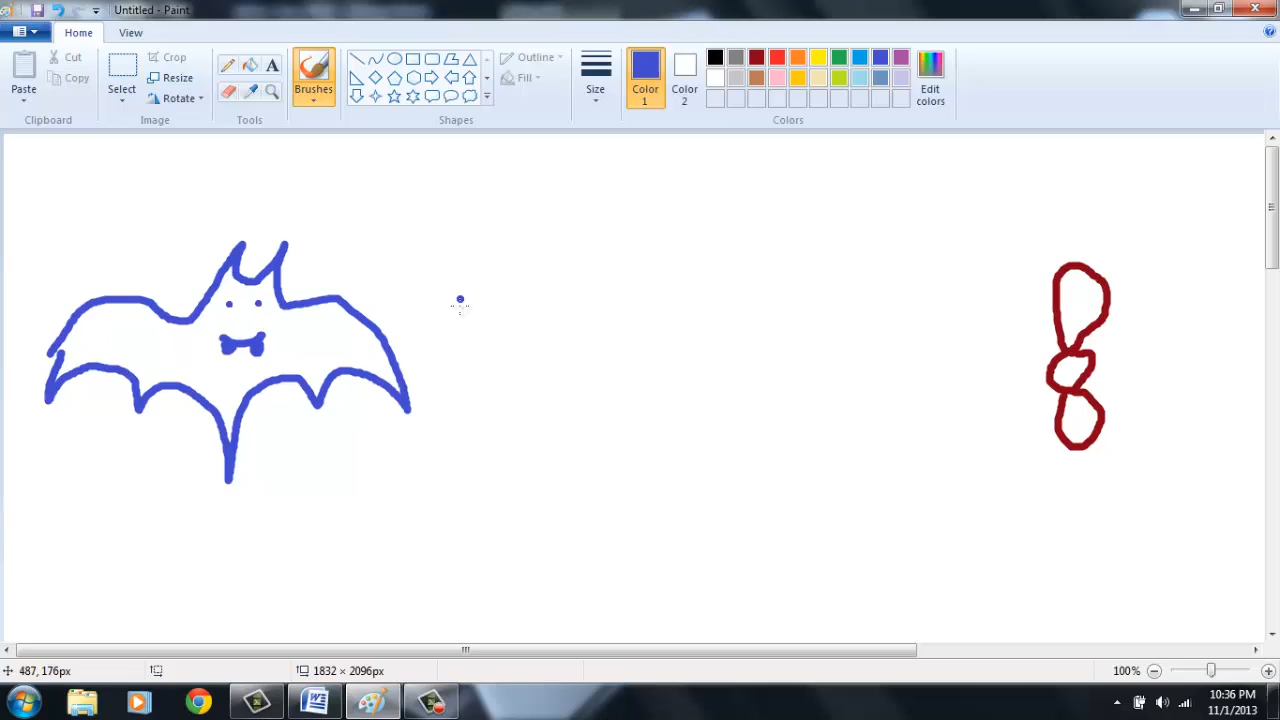 Untitled - Paint
Home View
Paste
Cut
Copy
Clipboard
Select
Crop
Resize
Rotate
Image
A
Tools
Brushes
Outline
Fill
Shapes
Size
Color 1
Color 2
Edit colors
Colors
487, 176px
1832 × 2096px
100%
10:36 PM
11/1/2013